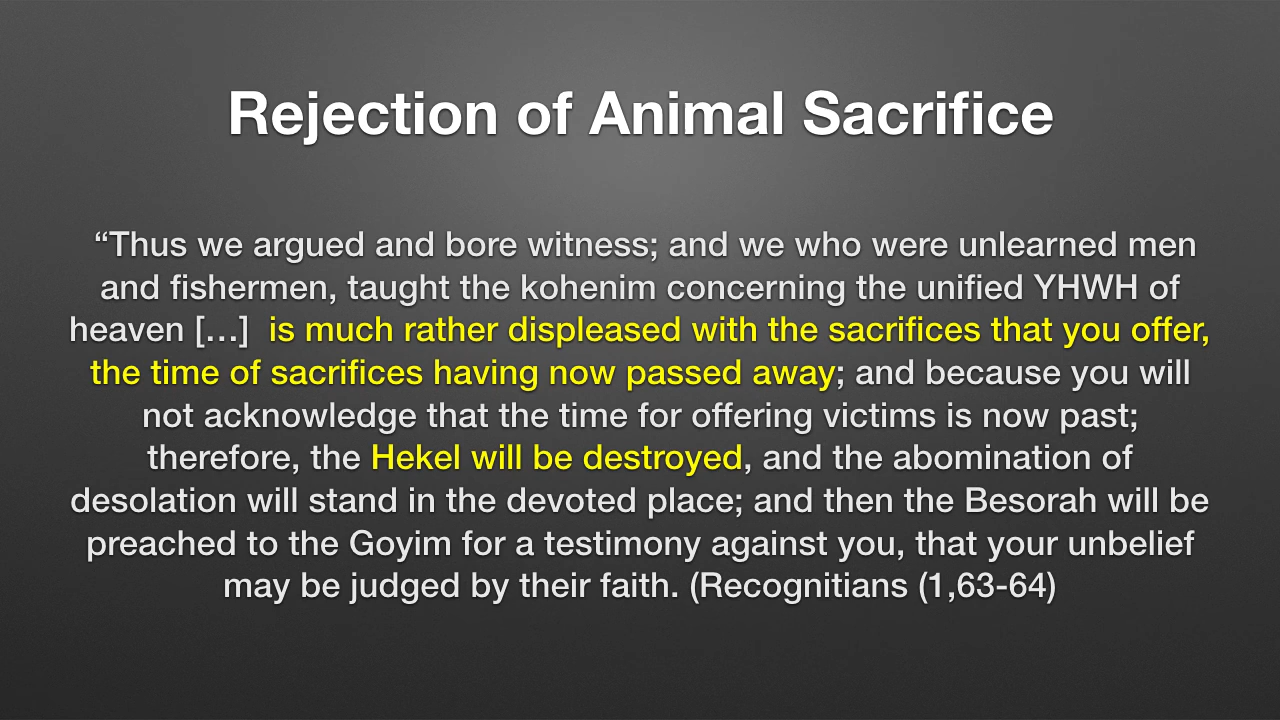 Rejection of Animal Sacrifice
“Thus we argued and bore witness; and we who were unlearned men
and fishermen, taught the kohenim concerning the unified YHWH of
heaven […]  is much rather displeased with the sacrifices that you offer,
the time of sacrifices having now passed away; and because you will
not acknowledge that the time for offering victims is now past;
therefore, the Hekel will be destroyed, and the abomination of
desolation will stand in the devoted place; and then the Besorah will be
preached to the Goyim for a testimony against you, that your unbelief
may be judged by their faith. (Recognitians (1,63-64)